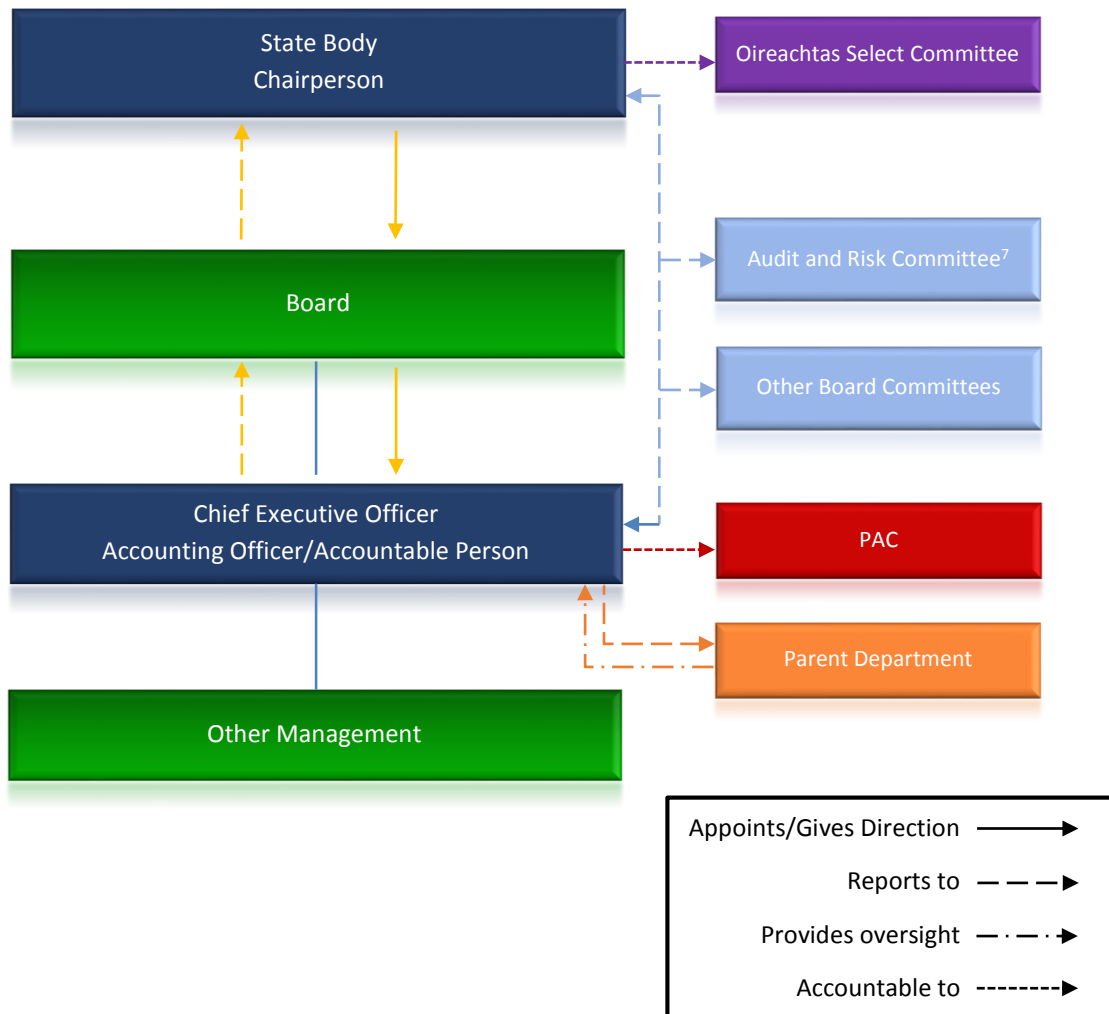 State Body
Chairperson
Oireachtas Select Committee
Board
Audit and Risk Committee⁷
Other Board Committees
Chief Executive Officer
Accounting Officer/Accountable Person
PAC
Parent Department
Other Management
Appoints/Gives Direction
Reports to
Provides oversight
Accountable to